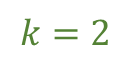 k = 2